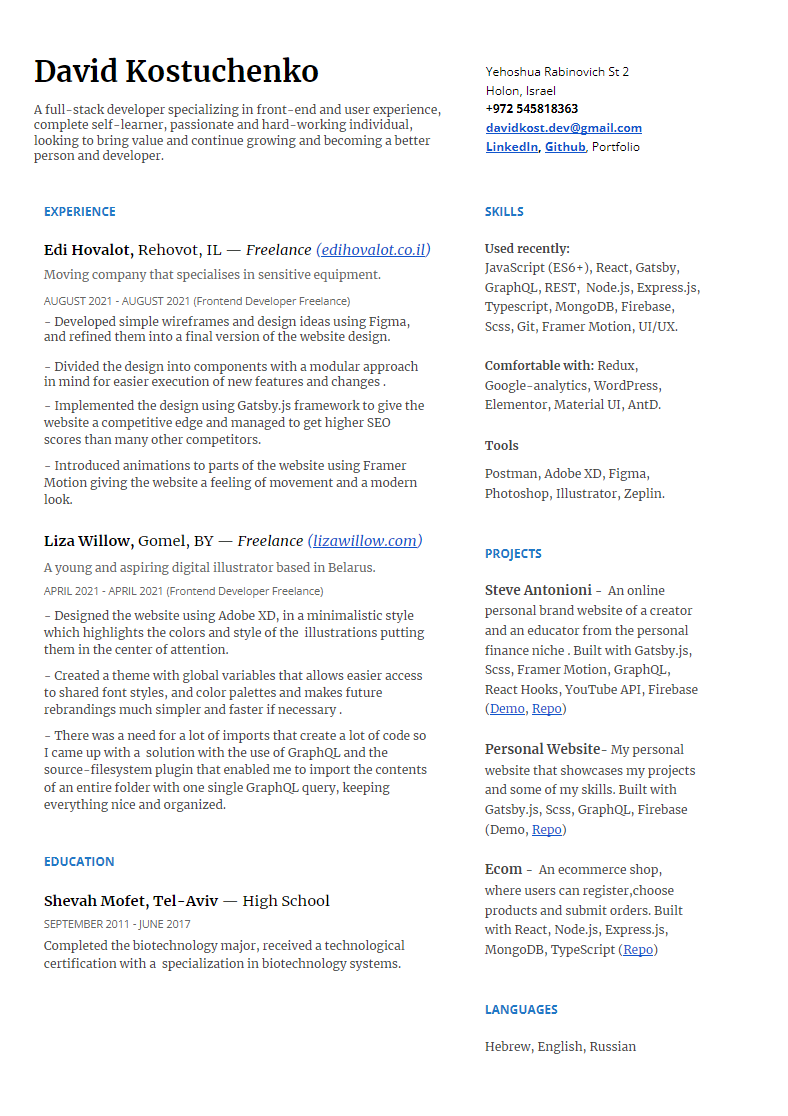 David Kostuchenko
A full-stack developer specializing in front-end and user experience,
complete self-learner, passionate and hard-working individual,
looking to bring value and continue growing and becoming a better
person and developer.
Yehoshua Rabinovich St 2
Holon, Israel
+972 545818363
davidkost.dev@gmail.com
LinkedIn, Github, Portfolio
EXPERIENCE
Edi Hovalot, Rehovot, IL — Freelance (edihovalot.co.il)
Moving company that specialises in sensitive equipment.
AUGUST 2021 - AUGUST 2021 (Frontend Developer Freelance)
- Developed simple wireframes and design ideas using Figma,
and refined them into a final version of the website design.
- Divided the design into components with a modular approach
in mind for easier execution of new features and changes .
- Implemented the design using Gatsby.js framework to give the
website a competitive edge and managed to get higher SEO
scores than many other competitors.
- Introduced animations to parts of the website using Framer
Motion giving the website a feeling of movement and a modern
look.
Liza Willow, Gomel, BY — Freelance (lizawillow.com)
A young and aspiring digital illustrator based in Belarus.
APRIL 2021 - APRIL 2021 (Frontend Developer Freelance)
- Designed the website using Adobe XD, in a minimalistic style
which highlights the colors and style of the illustrations putting
them in the center of attention.
- Created a theme with global variables that allows easier access
to shared font styles, and color palettes and makes future
rebrandings much simpler and faster if necessary .
- There was a need for a lot of imports that create a lot of code so
I came up with a solution with the use of GraphQL and the
source-filesystem plugin that enabled me to import the contents
of an entire folder with one single GraphQL query, keeping
everything nice and organized.
EDUCATION
Shevah Mofet, Tel-Aviv — High School
SEPTEMBER 2011 - JUNE 2017
Completed the biotechnology major, received a technological
certification with a specialization in biotechnology systems.
SKILLS
Used recently:
JavaScript (ES6+), React, Gatsby,
GraphQL, REST, Node.js, Express.js,
Typescript, MongoDB, Firebase,
Scss, Git, Framer Motion, UI/UX.
Comfortable with: Redux,
Google-analytics, WordPress,
Elementor, Material UI, AntD.
Tools
Postman, Adobe XD, Figma,
Photoshop, Illustrator, Zeplin.
PROJECTS
Steve Antonioni - An online
personal brand website of a creator
and an educator from the personal
finance niche . Built with Gatsby.js,
Scss, Framer Motion, GraphQL,
React Hooks, YouTube API, Firebase
(Demo, Repo)
Personal Website- My personal
website that showcases my projects
and some of my skills. Built with
Gatsby.js, Scss, GraphQL, Firebase
(Demo, Repo)
Ecom - An ecommerce shop,
where users can register,choose
products and submit orders. Built
with React, Node.js, Express.js,
MongoDB, TypeScript (Repo)
LANGUAGES
Hebrew, English, Russian